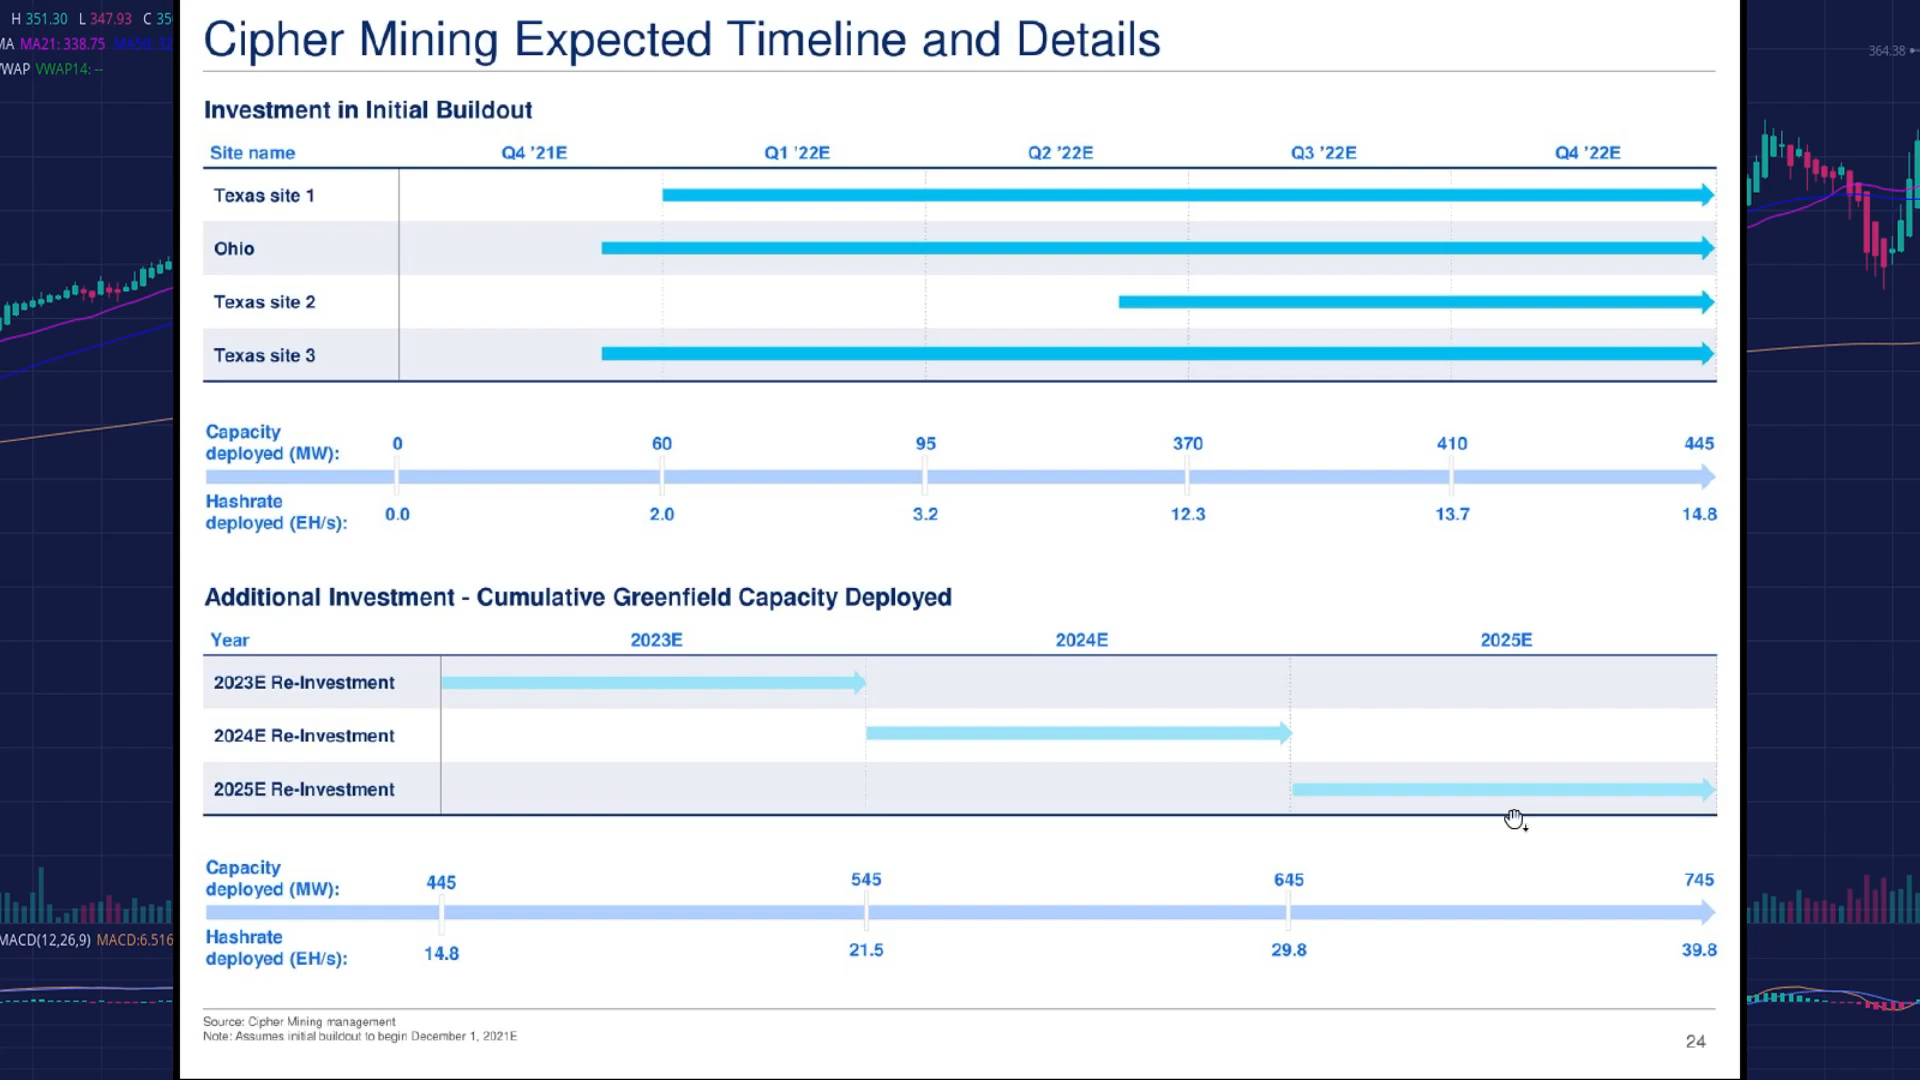 H 351.30 L 347.93 C
MA21: 338.75
VWAP14: --
364.38
Cipher Mining Expected Timeline and Details
Investment in Initial Buildout
Site name Q4 ’21E Q1 ’22E Q2 ’22E Q3 ’22E Q4 ’22E
Texas site 1
Ohio
Texas site 2
Texas site 3
Capacity
deployed (MW):
0 60 95 370 410 445
Hashrate
deployed (EH/s):
0.0 2.0 3.2 12.3 13.7 14.8
Additional Investment - Cumulative Greenfield Capacity Deployed
Year 2023E 2024E 2025E
2023E Re-Investment
2024E Re-Investment
2025E Re-Investment
Capacity
deployed (MW):
445 545 645 745
Hashrate
deployed (EH/s):
14.8 21.5 29.8 39.8
MACD(12,26,9) MACD:6.516
Source: Cipher Mining management
Note: Assumes initial buildout to begin December 1, 2021E
24